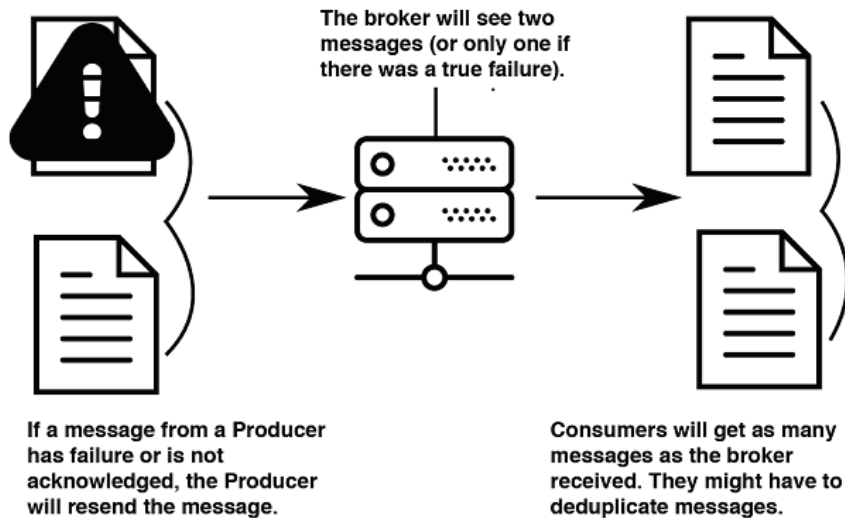 The broker will see two
messages (or only one if
there was a true failure).
If a message from a Producer
has failure or is not
acknowledged, the Producer
will resend the message.
Consumers will get as many
messages as the broker
received. They might have to
deduplicate messages.